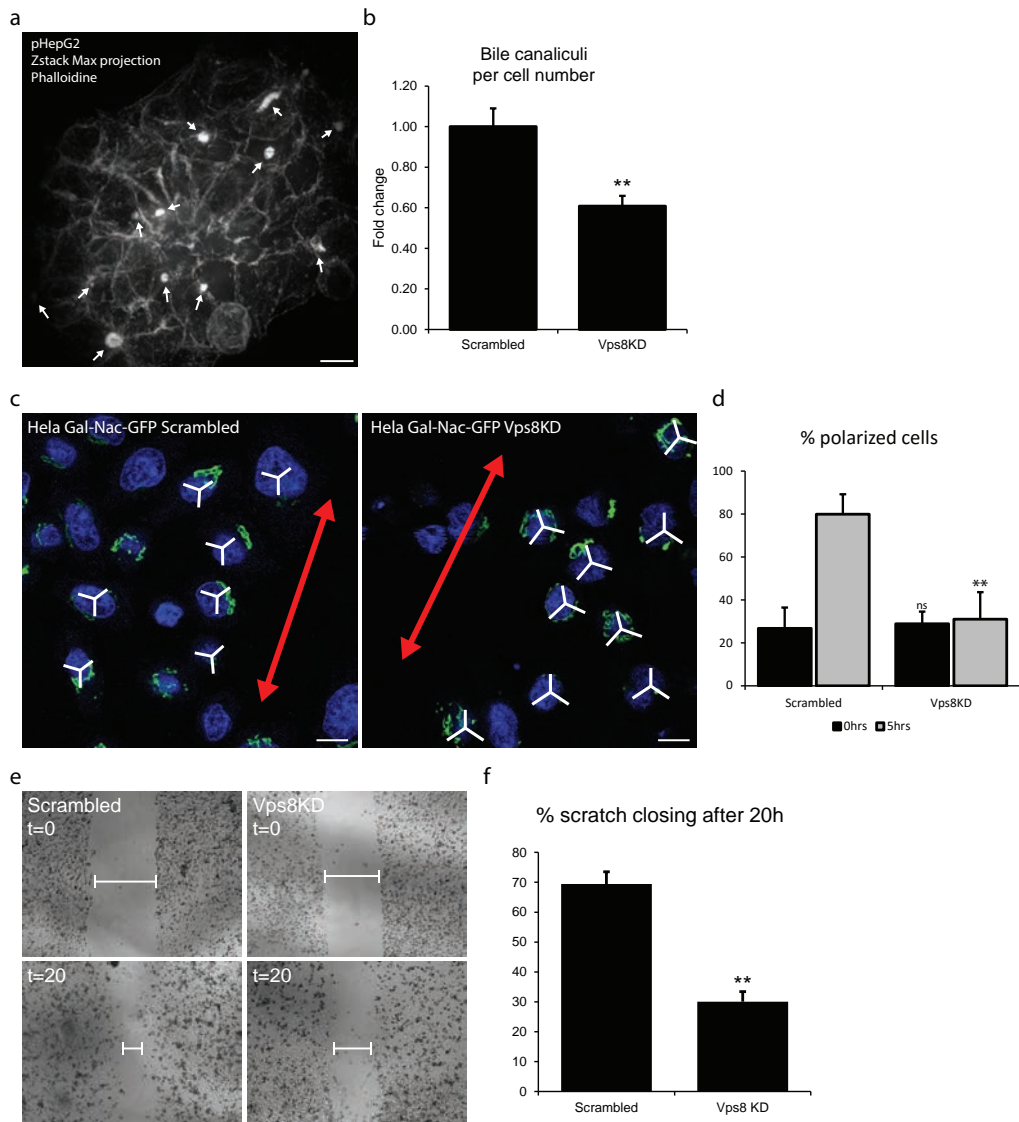 a
pHepG2
Zstack Max projection
Phalloidine
b
Bile canaliculi
per cell number
Fold change
1.20
1.00
0.80
0.60
0.40
0.20
0.00
**
Scrambled
Vps8KD
c
Hela Gal-Nac-GFP Scrambled
Hela Gal-Nac-GFP Vps8KD
d
% polarized cells
100
80
60
40
20
0
ns
**
Scrambled
Vps8KD
0hrs
5hrs
e
Scrambled
t=0
Vps8KD
t=0
t=20
t=20
f
% scratch closing after 20h
80
70
60
50
40
30
20
10
0
**
Scrambled
Vps8 KD